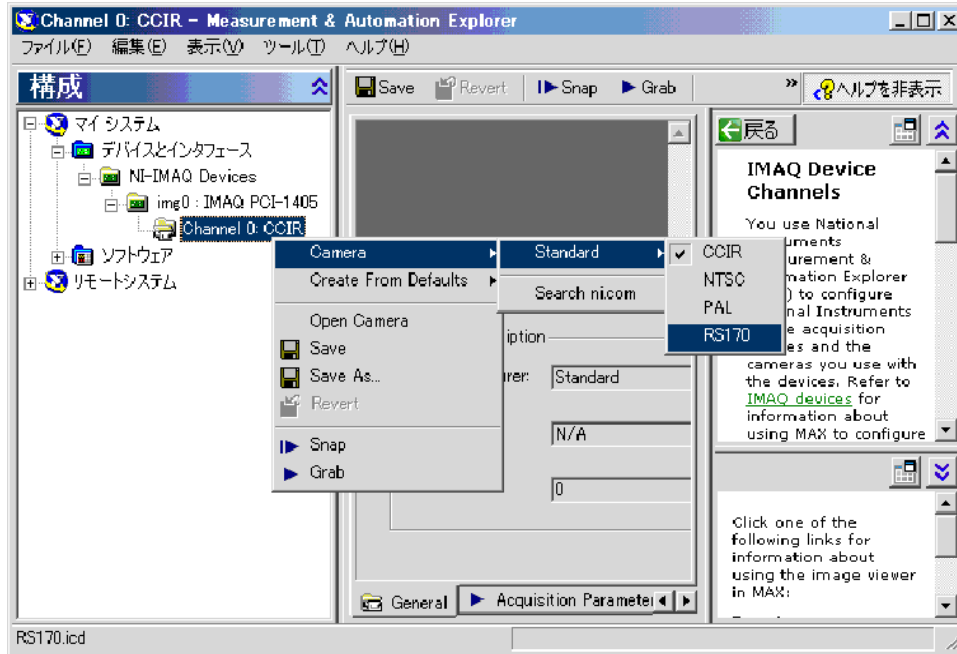 Channel 0: CCIR - Measurement & Automation Explorer
ファイル(F) 編集(E) 表示(V) ツール(T) ヘルプ(H)
構成
マイ システム
デバイスとインタフェース
NI-IMAQ Devices
img0 : IMAQ PCI-1405
Channel 0: CCIR
ソフトウェア
リモートシステム
Save Revert Snap Grab » ヘルプを非表示
Camera
Create From Defaults
Open Camera
Save
Save As...
Revert
Snap
Grab
Standard
Search ni.com
CCIR
NTSC
PAL
RS170
iption
urer: Standard
N/A
0
General Acquisition Parameter
戻る
IMAQ Device
Channels
You use National
uments
urement &
mation Explorer
) to configure
nal Instruments
e acquisition
es and the
cameras you use with
the devices. Refer to
IMAQ devices for
information about
using MAX to configure
Click one of the
following links for
information about
using the image viewer
in MAX:
RS170.icd